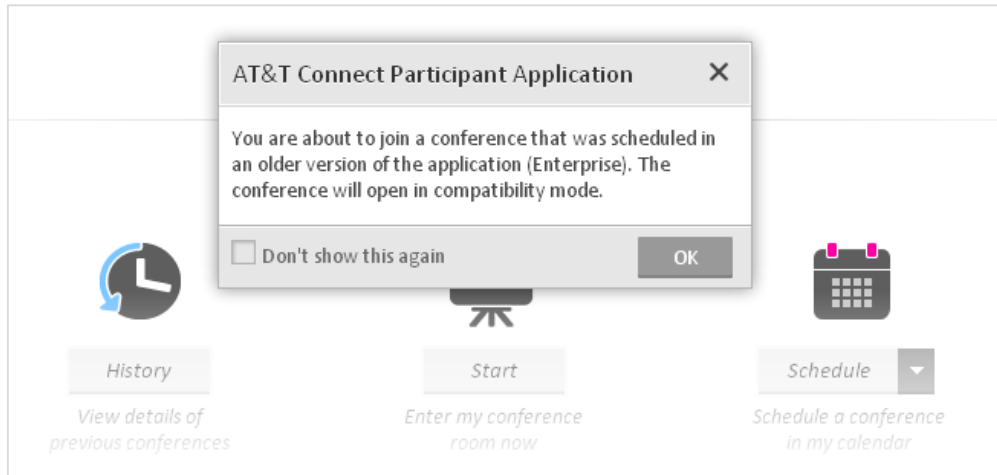 AT&T Connect Participant Application
You are about to join a conference that was scheduled in
an older version of the application (Enterprise). The
conference will open in compatibility mode.
Don't show this again
OK
History
Start
Schedule
View details of
previous conferences
Enter my conference
room now
Schedule a conference
in my calendar